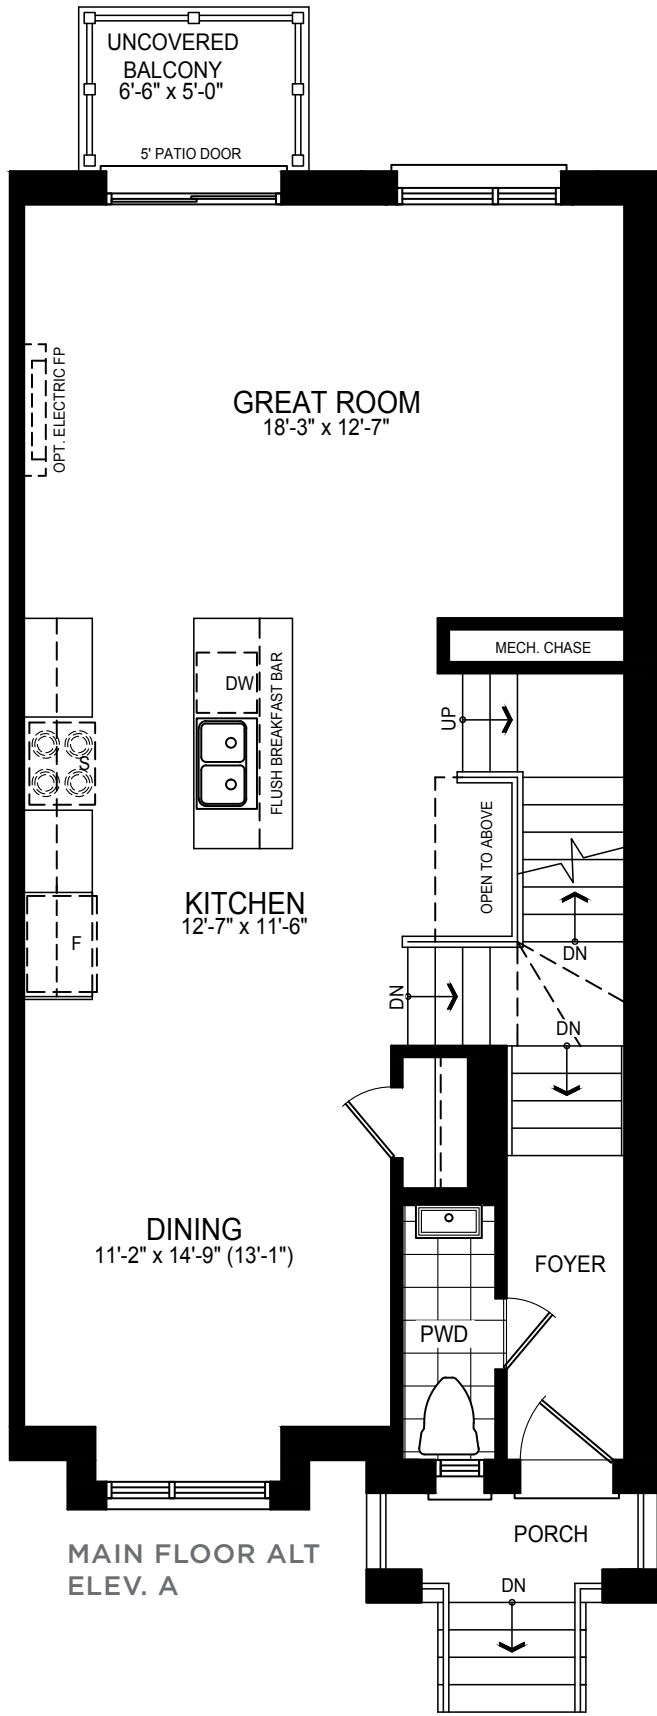 UNCOVERED
BALCONY
6'-6" x 5'-0"
5' PATIO DOOR
OPT. ELECTRIC FP
GREAT ROOM
18'-3" x 12'-7"
MECH. CHASE
DW
FLUSH BREAKFAST BAR
UP
S
OPEN TO ABOVE
KITCHEN
12'-7" x 11'-6"
F
DN
DN
DN
DINING
11'-2" x 14'-9" (13'-1")
FOYER
PWD
PORCH
MAIN FLOOR ALT
ELEV. A
DN